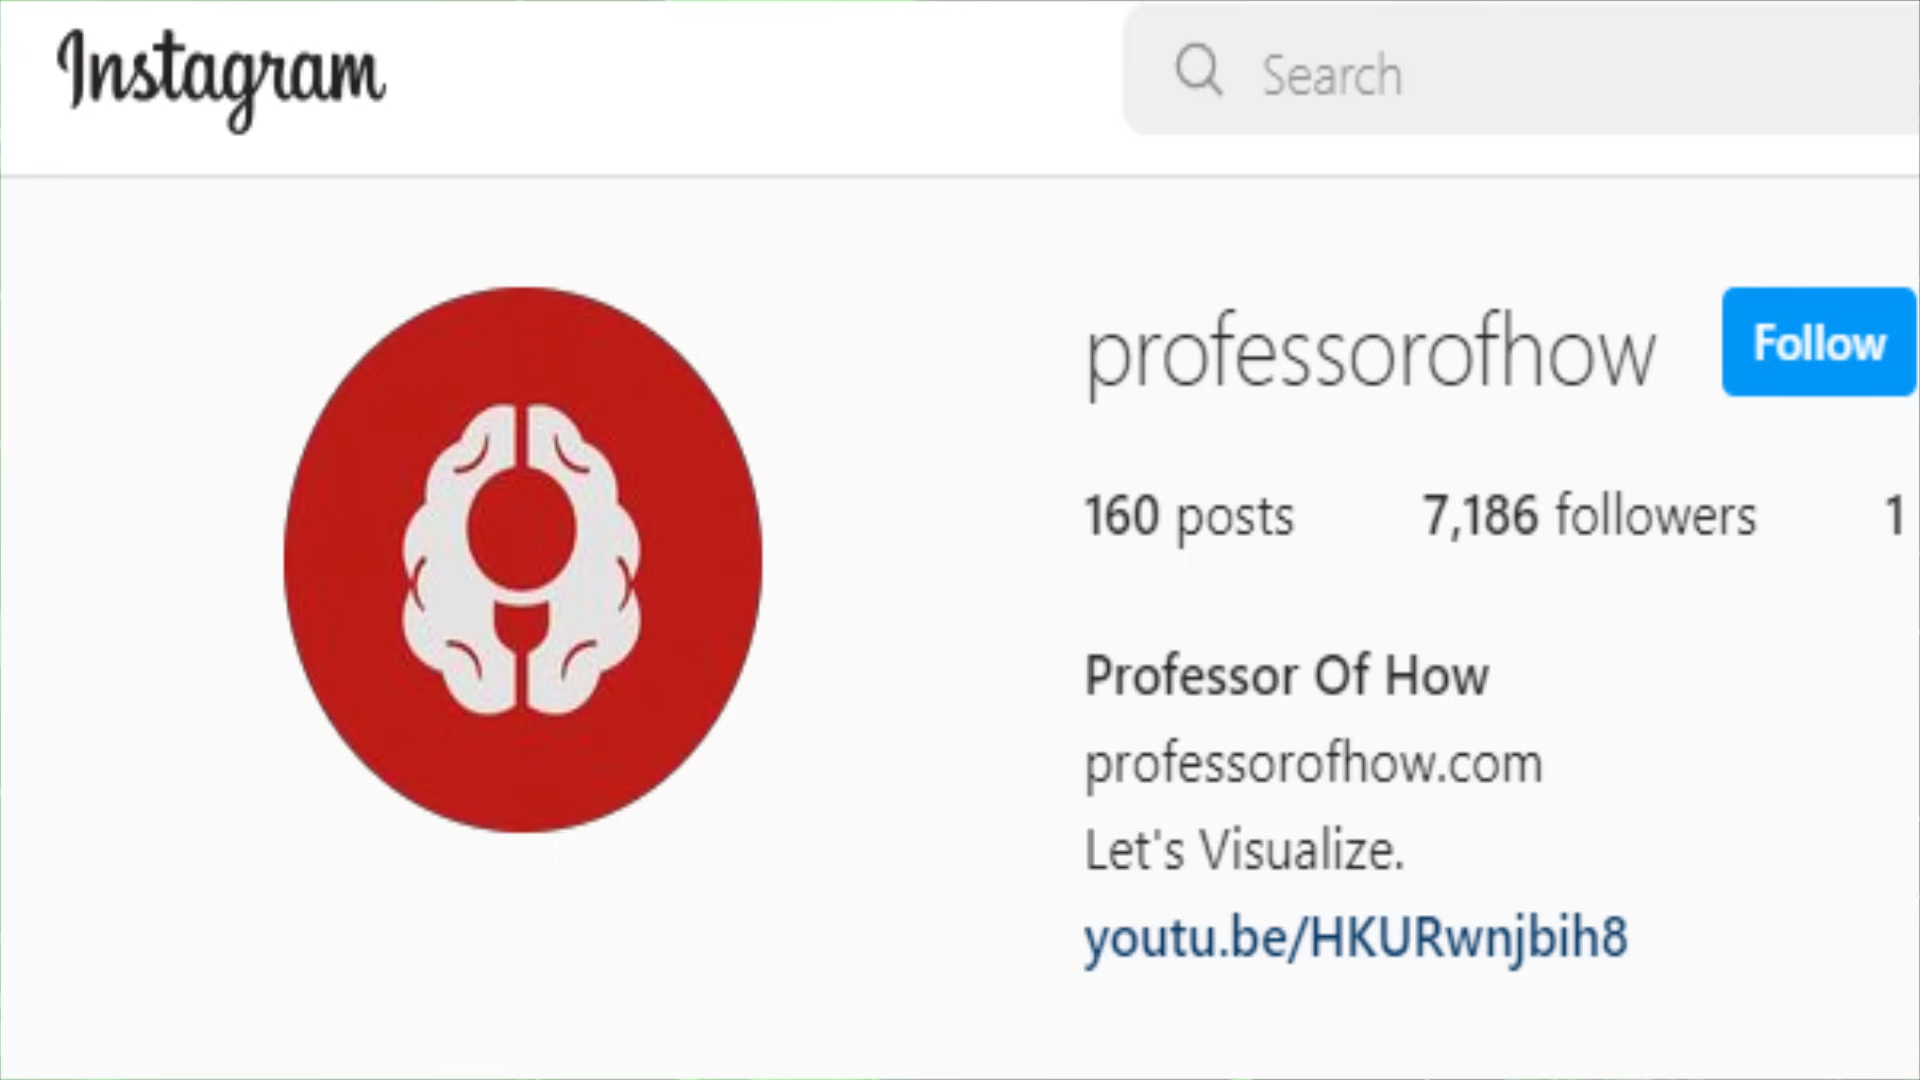 Instagram
Search
professorofhow Follow
160 posts 7,186 followers 1
Professor Of How
professorofhow.com
Let's Visualize.
youtu.be/HKURwnjbih8